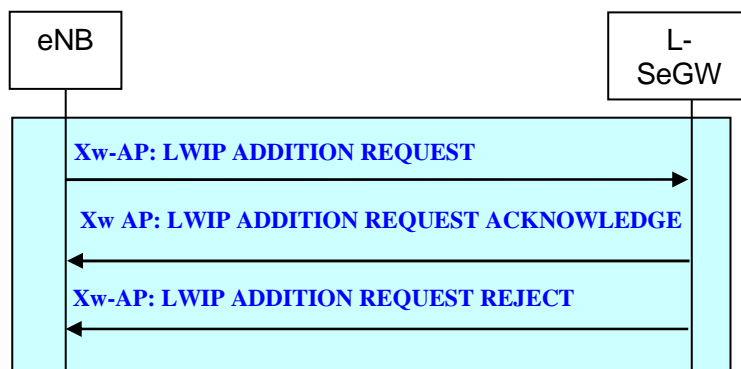 eNB
L-
SeGW
Xw-AP: LWIP ADDITION REQUEST
Xw AP: LWIP ADDITION REQUEST ACKNOWLEDGE
Xw-AP: LWIP ADDITION REQUEST REJECT